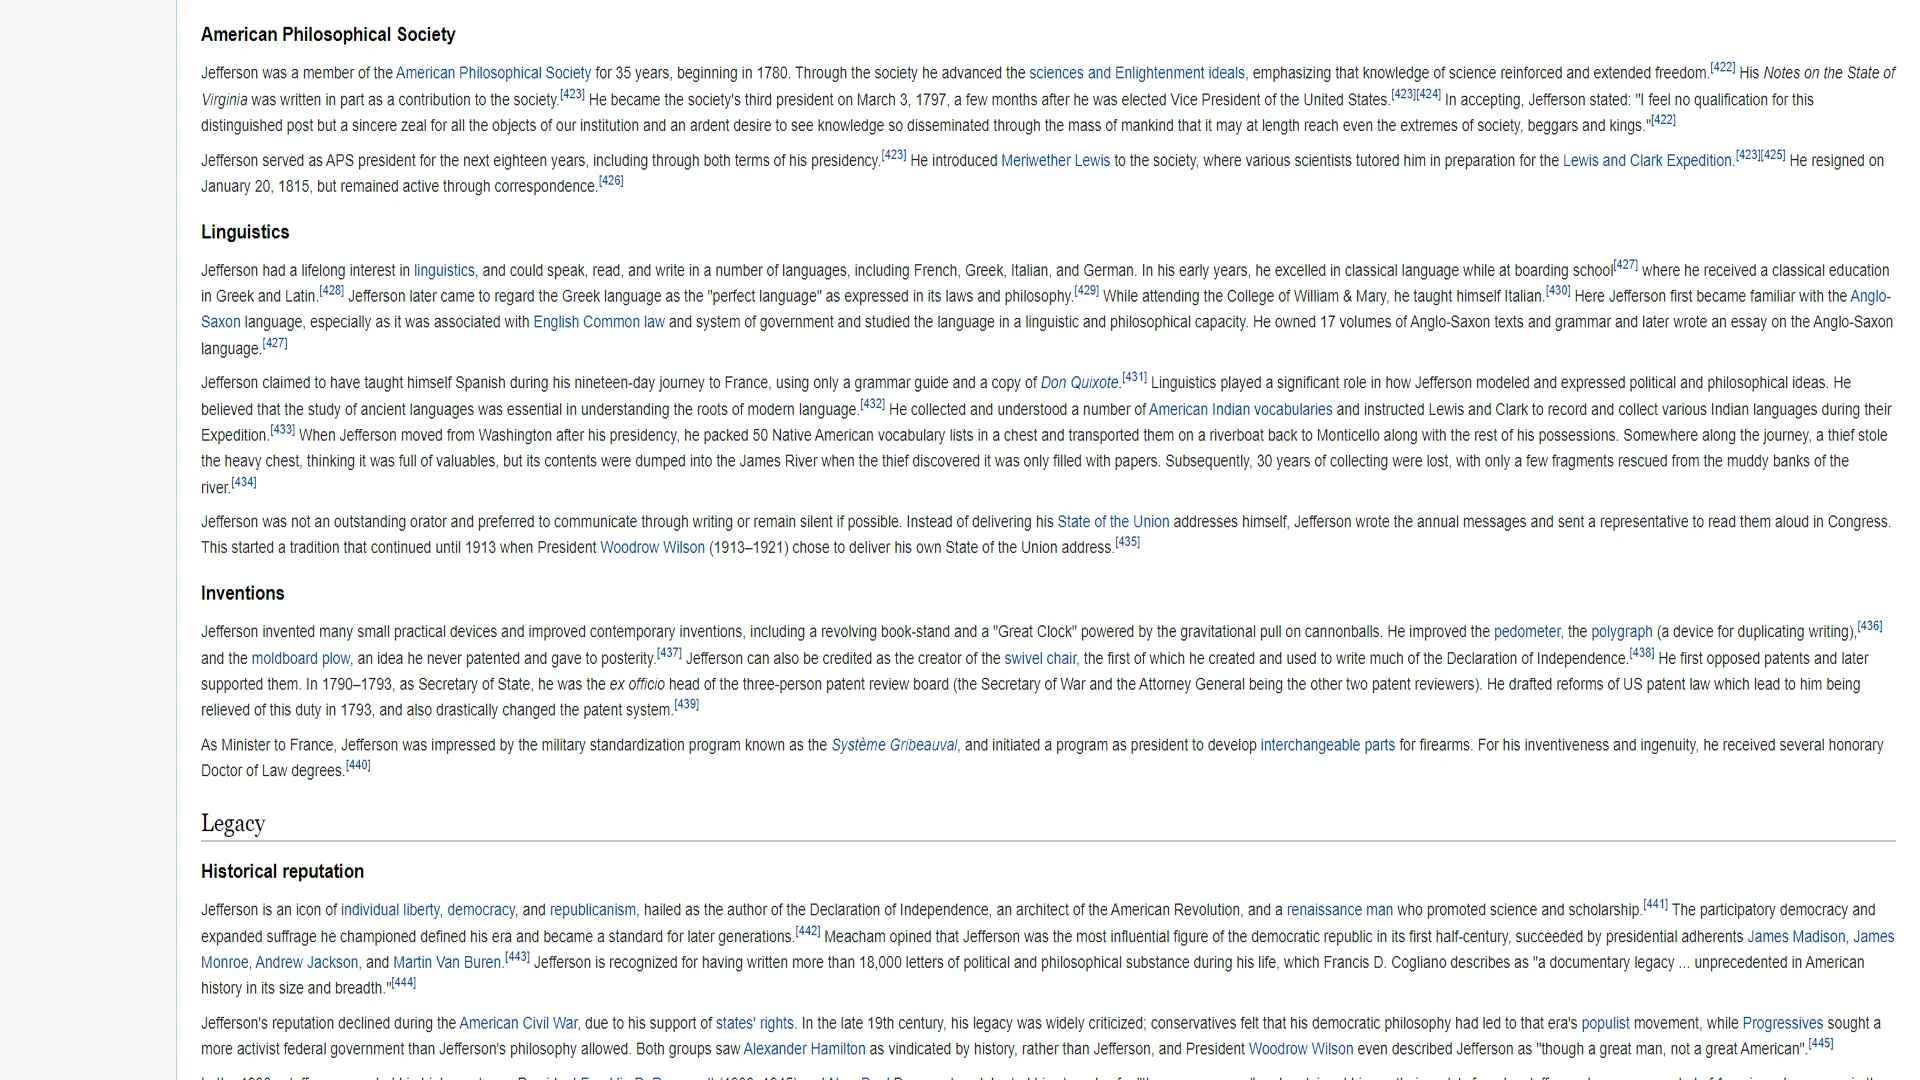 American Philosophical Society
Jefferson was a member of the American Philosophical Society for 35 years, beginning in 1780. Through the society he advanced the sciences and Enlightenment ideals, emphasizing that knowledge of science reinforced and extended freedom.[422] His Notes on the State of
Virginia was written in part as a contribution to the society.[423] He became the society's third president on March 3, 1797, a few months after he was elected Vice President of the United States.[423][424] In accepting, Jefferson stated: "I feel no qualification for this
distinguished post but a sincere zeal for all the objects of our institution and an ardent desire to see knowledge so disseminated through the mass of mankind that it may at length reach even the extremes of society, beggars and kings."[422]
Jefferson served as APS president for the next eighteen years, including through both terms of his presidency.[423] He introduced Meriwether Lewis to the society, where various scientists tutored him in preparation for the Lewis and Clark Expedition.[423][425] He resigned on
January 20, 1815, but remained active through correspondence.[426]
Linguistics
Jefferson had a lifelong interest in linguistics, and could speak, read, and write in a number of languages, including French, Greek, Italian, and German. In his early years, he excelled in classical language while at boarding school[427] where he received a classical education
in Greek and Latin.[428] Jefferson later came to regard the Greek language as the "perfect language" as expressed in its laws and philosophy.[429] While attending the College of William & Mary, he taught himself Italian.[430] Here Jefferson first became familiar with the Anglo-
Saxon language, especially as it was associated with English Common law and system of government and studied the language in a linguistic and philosophical capacity. He owned 17 volumes of Anglo-Saxon texts and grammar and later wrote an essay on the Anglo-Saxon
language.[427]
Jefferson claimed to have taught himself Spanish during his nineteen-day journey to France, using only a grammar guide and a copy of Don Quixote.[431] Linguistics played a significant role in how Jefferson modeled and expressed political and philosophical ideas. He
believed that the study of ancient languages was essential in understanding the roots of modern language.[432] He collected and understood a number of American Indian vocabularies and instructed Lewis and Clark to record and collect various Indian languages during their
Expedition.[433] When Jefferson moved from Washington after his presidency, he packed 50 Native American vocabulary lists in a chest and transported them on a riverboat back to Monticello along with the rest of his possessions. Somewhere along the journey, a thief stole
the heavy chest, thinking it was full of valuables, but its contents were dumped into the James River when the thief discovered it was only filled with papers. Subsequently, 30 years of collecting were lost, with only a few fragments rescued from the muddy banks of the
river.[434]
Jefferson was not an outstanding orator and preferred to communicate through writing or remain silent if possible. Instead of delivering his State of the Union addresses himself, Jefferson wrote the annual messages and sent a representative to read them aloud in Congress.
This started a tradition that continued until 1913 when President Woodrow Wilson (1913–1921) chose to deliver his own State of the Union address.[435]
Inventions
Jefferson invented many small practical devices and improved contemporary inventions, including a revolving book-stand and a "Great Clock" powered by the gravitational pull on cannonballs. He improved the pedometer, the polygraph (a device for duplicating writing),[436]
and the moldboard plow, an idea he never patented and gave to posterity.[437] Jefferson can also be credited as the creator of the swivel chair, the first of which he created and used to write much of the Declaration of Independence.[438] He first opposed patents and later
supported them. In 1790–1793, as Secretary of State, he was the ex officio head of the three-person patent review board (the Secretary of War and the Attorney General being the other two patent reviewers). He drafted reforms of US patent law which lead to him being
relieved of this duty in 1793, and also drastically changed the patent system.[439]
As Minister to France, Jefferson was impressed by the military standardization program known as the Système Gribeauval, and initiated a program as president to develop interchangeable parts for firearms. For his inventiveness and ingenuity, he received several honorary
Doctor of Law degrees.[440]
Legacy
Historical reputation
Jefferson is an icon of individual liberty, democracy, and republicanism, hailed as the author of the Declaration of Independence, an architect of the American Revolution, and a renaissance man who promoted science and scholarship.[441] The participatory democracy and
expanded suffrage he championed defined his era and became a standard for later generations.[442] Meacham opined that Jefferson was the most influential figure of the democratic republic in its first half-century, succeeded by presidential adherents James Madison, James
Monroe, Andrew Jackson, and Martin Van Buren.[443] Jefferson is recognized for having written more than 18,000 letters of political and philosophical substance during his life, which Francis D. Cogliano describes as "a documentary legacy ... unprecedented in American
history in its size and breadth."[444]
Jefferson's reputation declined during the American Civil War, due to his support of states' rights. In the late 19th century, his legacy was widely criticized; conservatives felt that his democratic philosophy had led to that era's populist movement, while Progressives sought a
more activist federal government than Jefferson's philosophy allowed. Both groups saw Alexander Hamilton as vindicated by history, rather than Jefferson, and President Woodrow Wilson even described Jefferson as "though a great man, not a great American".[445]